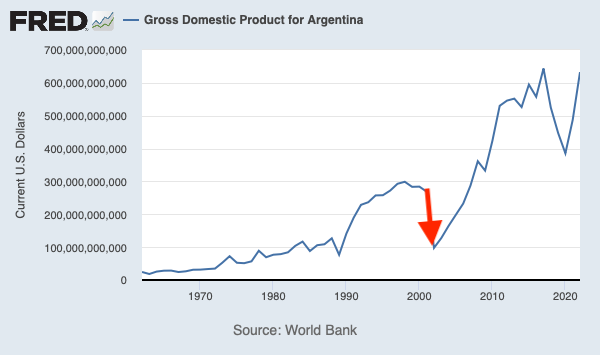 FRED — Gross Domestic Product for Argentina
700,000,000,000
600,000,000,000
500,000,000,000
400,000,000,000
300,000,000,000
200,000,000,000
100,000,000,000
0
Current U.S. Dollars
1970 1980 1990 2000 2010 2020
Source: World Bank